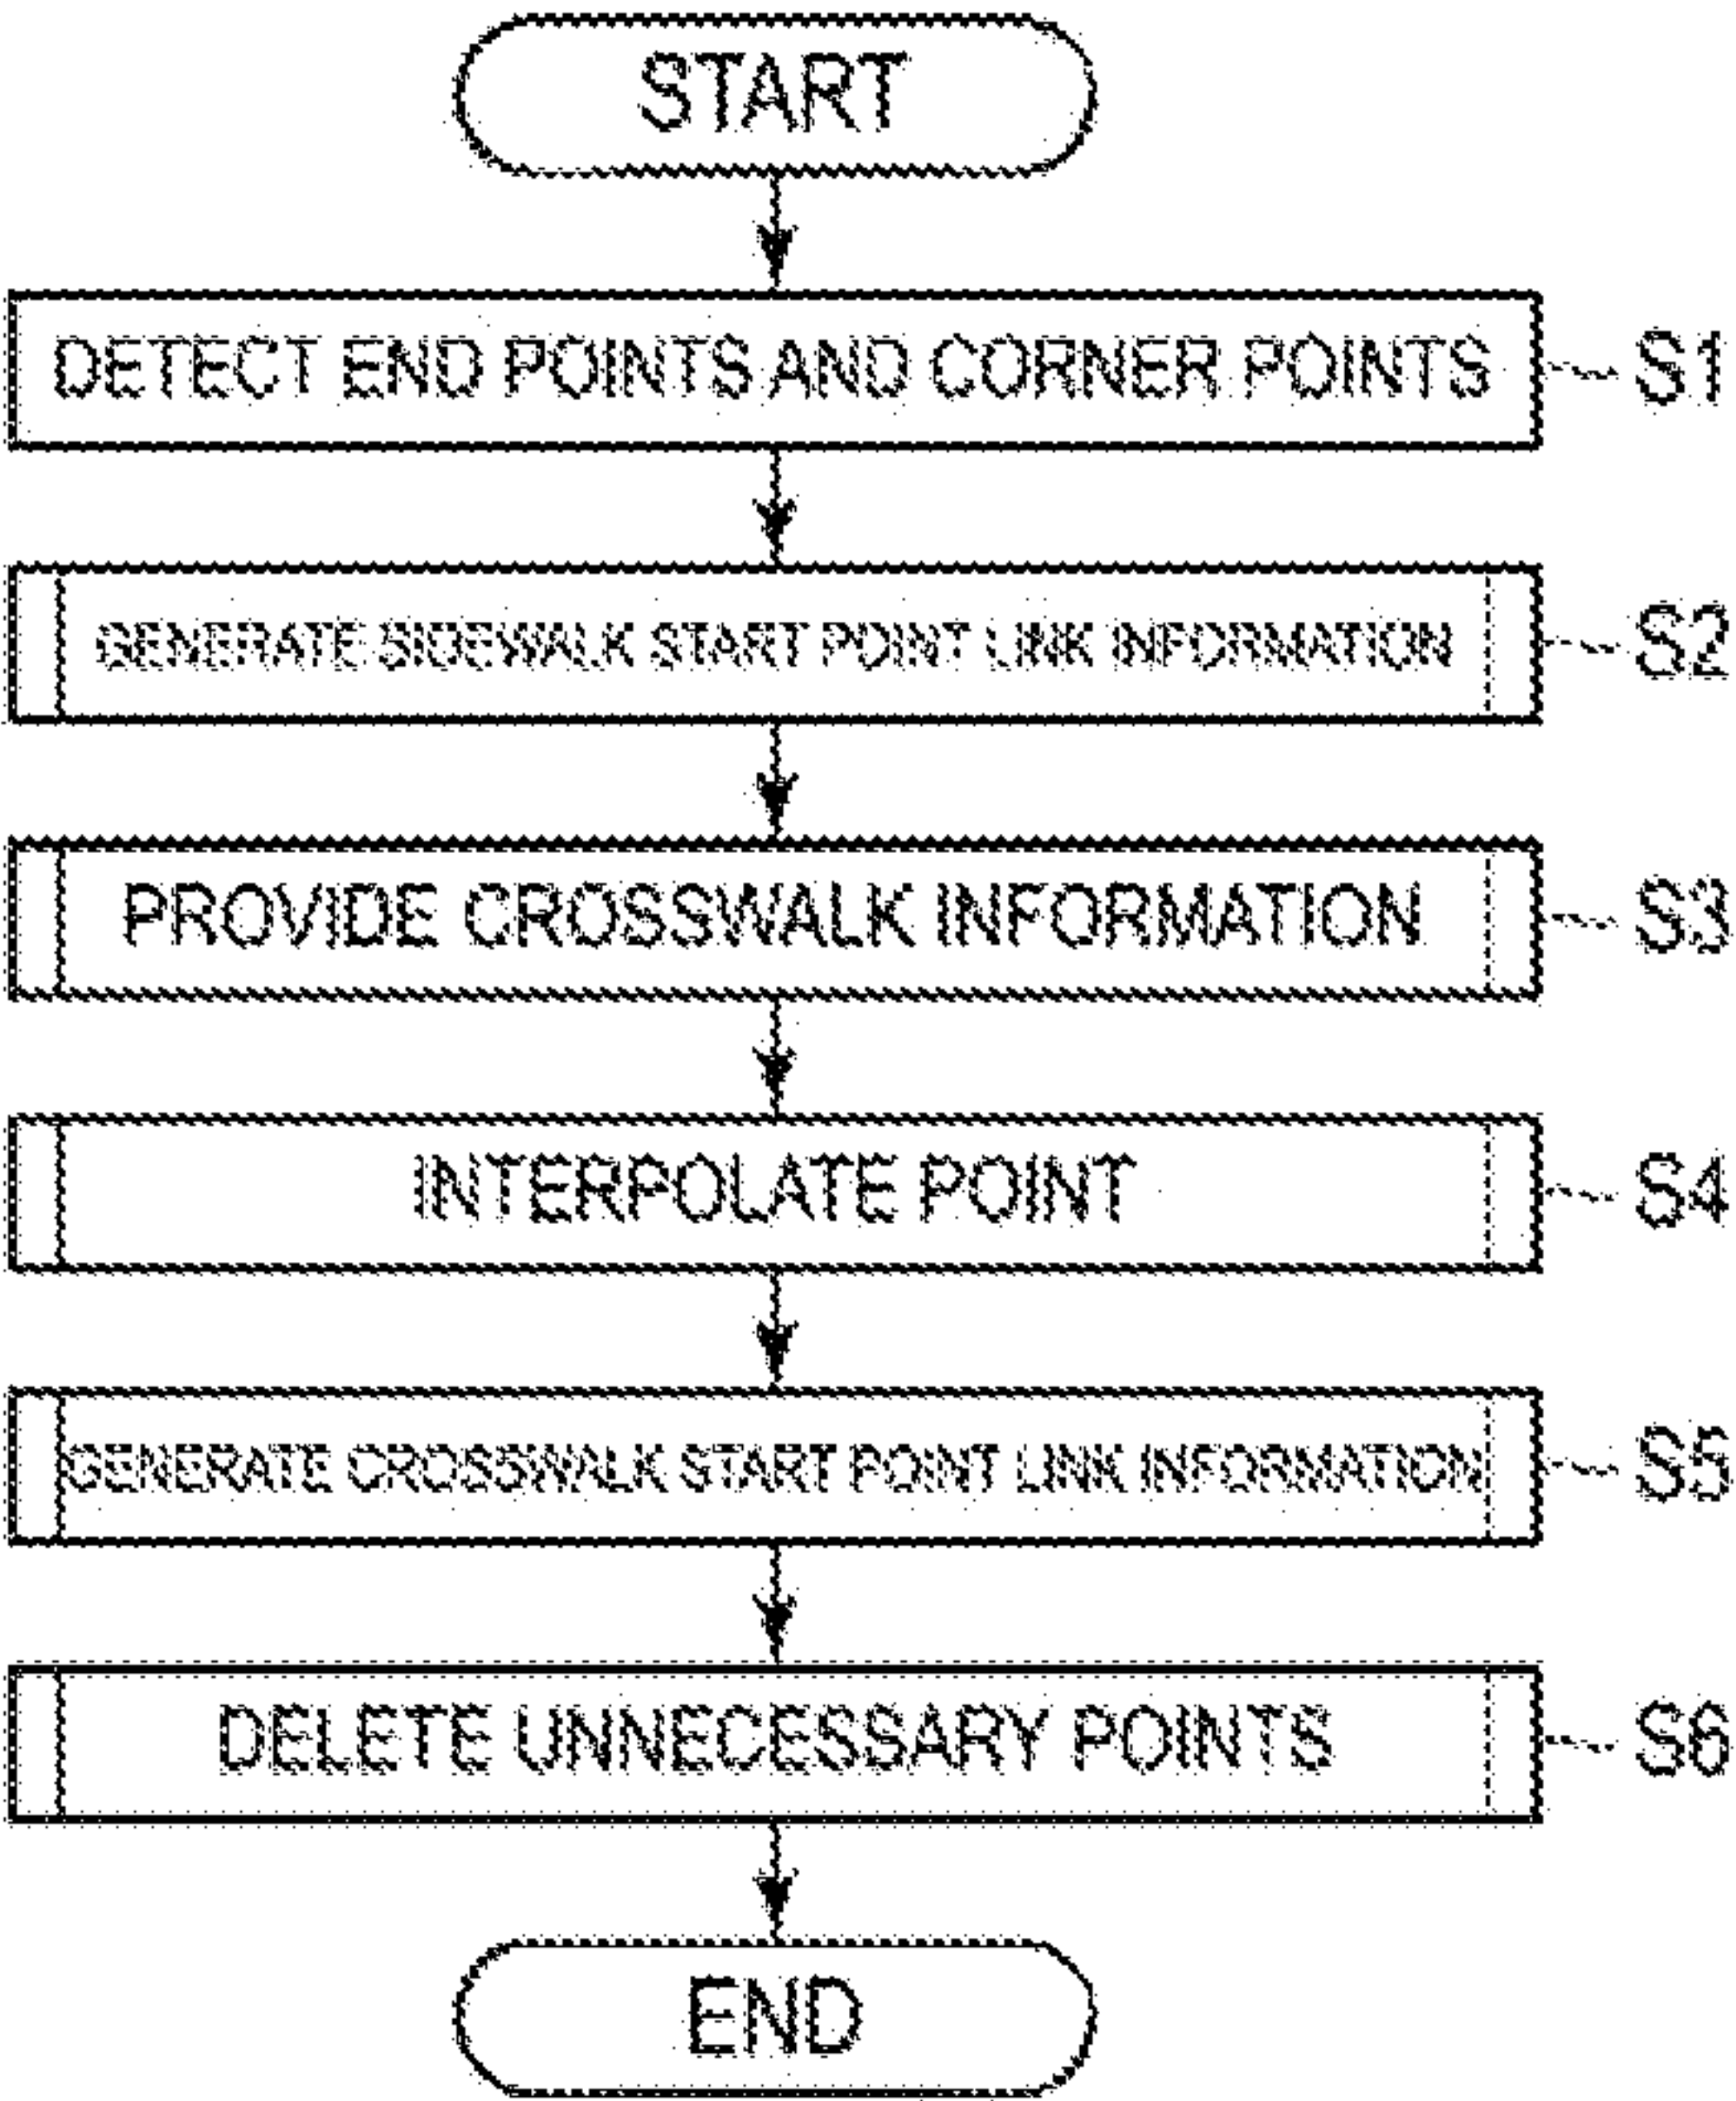 START
DETECT END POINTS AND CORNER POINTS
S1
GENERATE SIDEWALK START POINT LINK INFORMATION
S2
PROVIDE CROSSWALK INFORMATION
S3
INTERPOLATE POINT
S4
GENERATE CROSSWALK START POINT LINK INFORMATION
S5
DELETE UNNECESSARY POINTS
S6
END